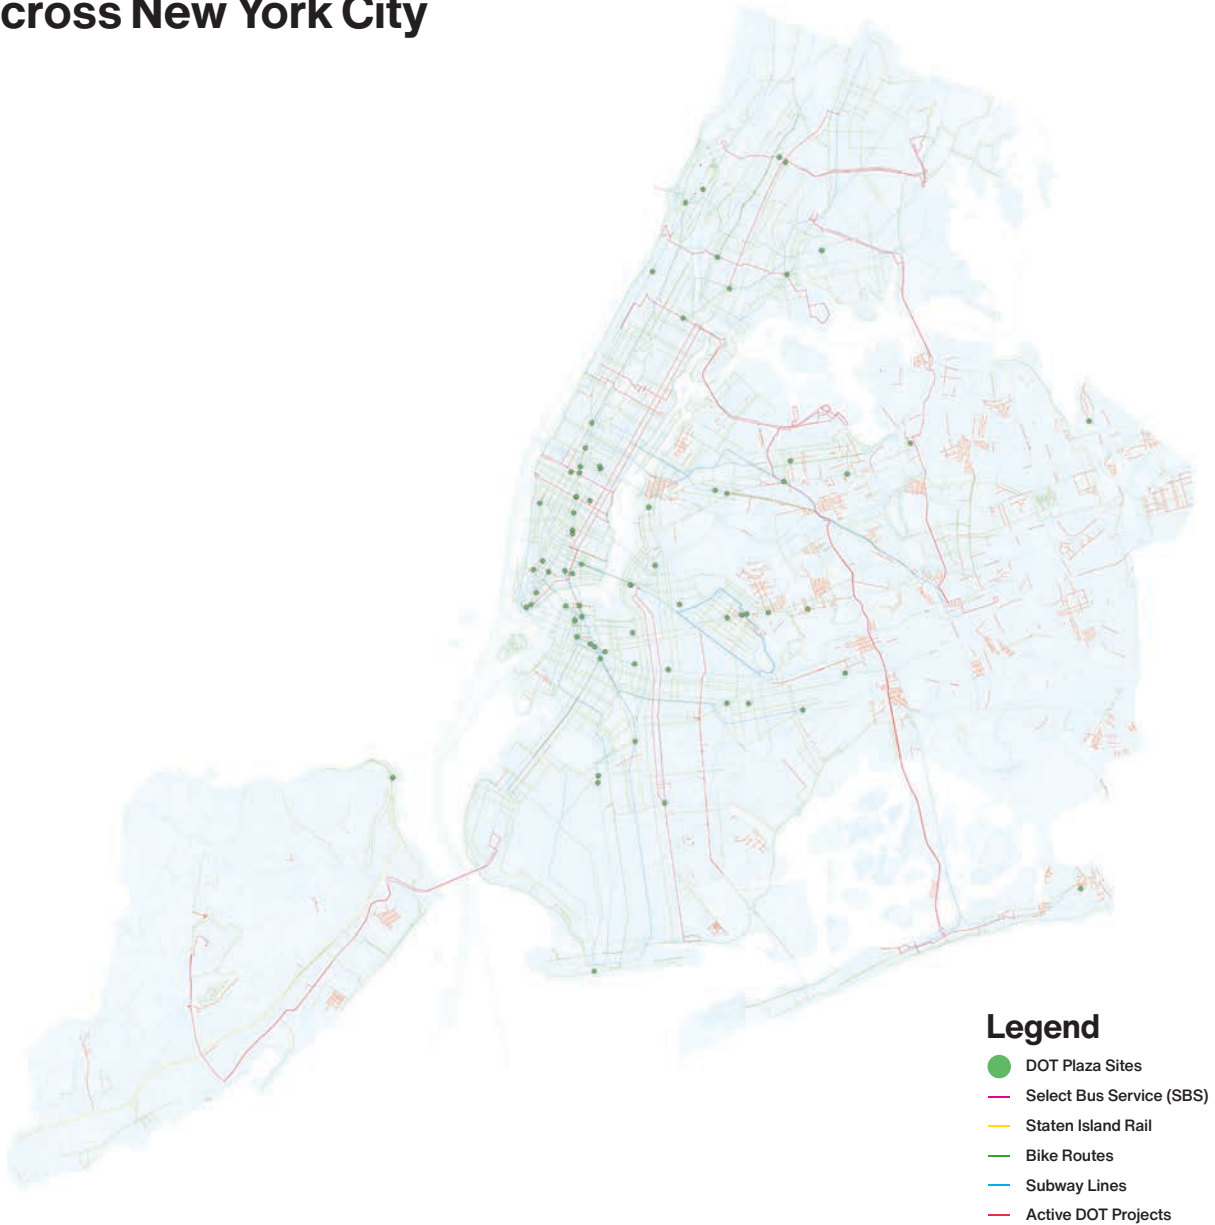 cross New York City
Legend
DOT Plaza Sites
Select Bus Service (SBS)
Staten Island Rail
Bike Routes
Subway Lines
Active DOT Projects